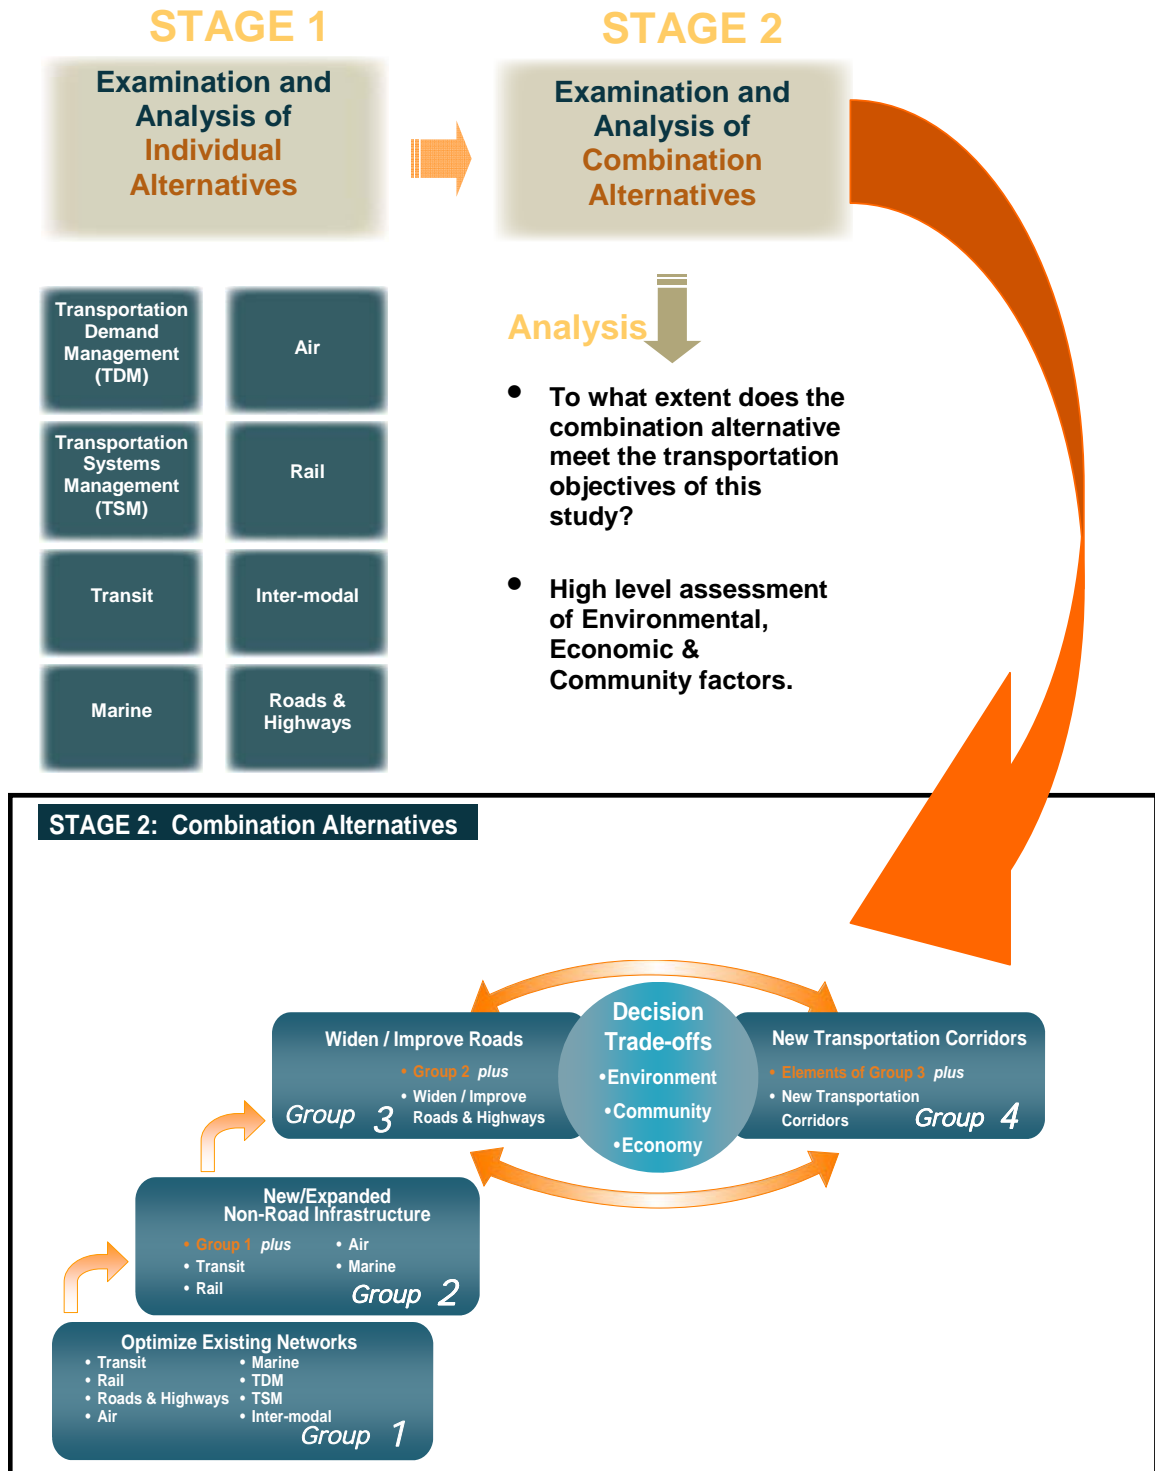 STAGE 1
Examination and
Analysis of
Individual
Alternatives
STAGE 2
Examination and
Analysis of
Combination
Alternatives
Transportation
Demand
Management
(TDM)
Air
Transportation
Systems
Management
(TSM)
Rail
Transit
Inter-modal
Marine
Roads &
Highways
Analysis
• To what extent does the
combination alternative
meet the transportation
objectives of this
study?
• High level assessment
of Environmental,
Economic &
Community factors.
STAGE 2: Combination Alternatives
Widen / Improve Roads
• Group 2 plus
• Widen / Improve
Roads & Highways
Group 3
Decision
Trade-offs
•Environment
•Community
•Economy
New Transportation Corridors
• Elements of Group 3 plus
• New Transportation
Corridors
Group 4
New/Expanded
Non-Road Infrastructure
• Group 1 plus
• Transit
• Rail
• Air
• Marine
Group 2
Optimize Existing Networks
• Transit
• Rail
• Roads & Highways
• Air
• Marine
• TDM
• TSM
• Inter-modal
Group 1